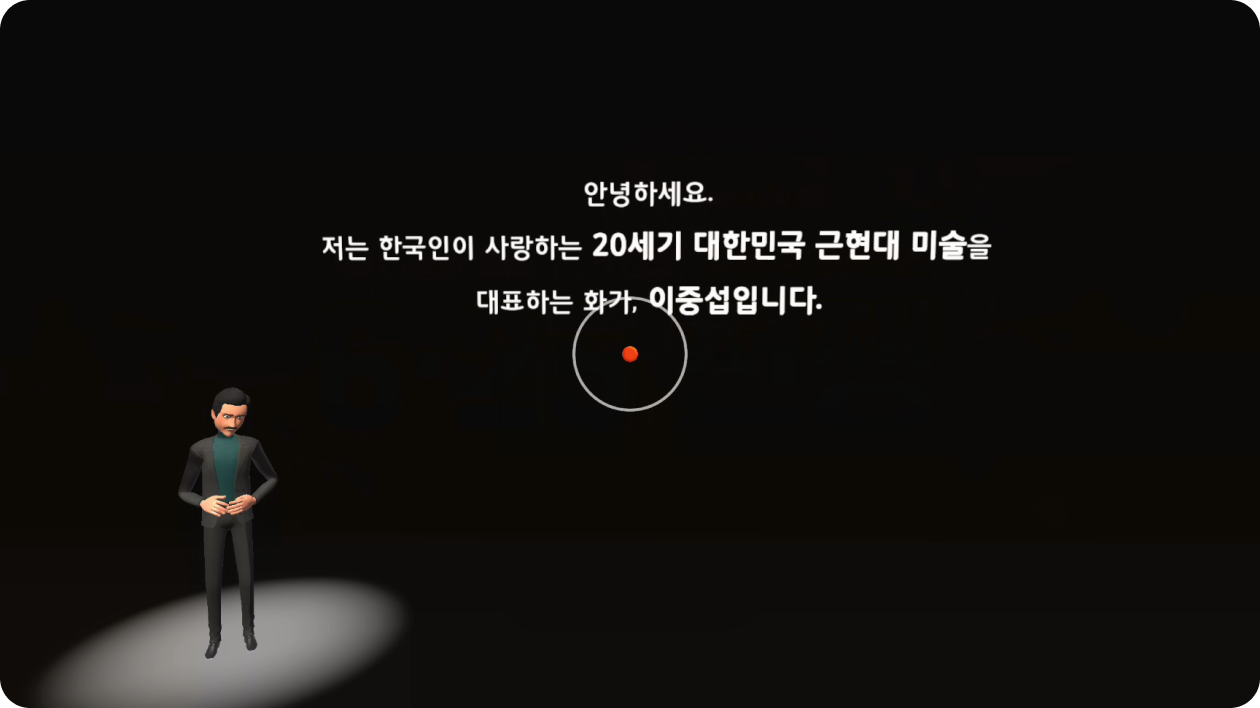 안녕하세요.
저는 한국인이 사랑하는 20세기 대한민국 근현대 미술을
대표하는 화가, 이중섭입니다.